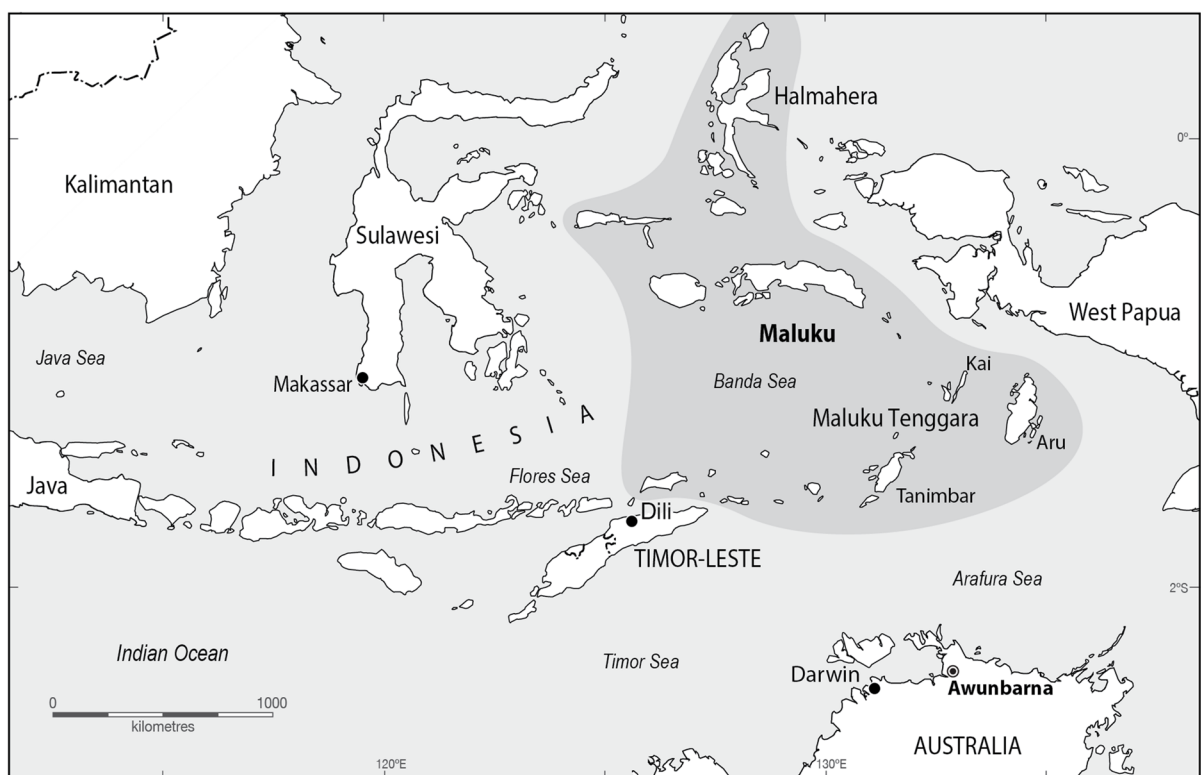 Halmahera
0°
Kalimantan
Sulawesi
West Papua
Maluku
Java Sea
Kai
Makassar
Banda Sea
Maluku Tenggara
INDONESIA
Aru
Flores Sea
Java
Tanimbar
Dili
TIMOR-LESTE
Arafura Sea
2°S
Indian Ocean
Timor Sea
Darwin
Awunbarna
0 1000
kilometres
AUSTRALIA
120°E
130°E